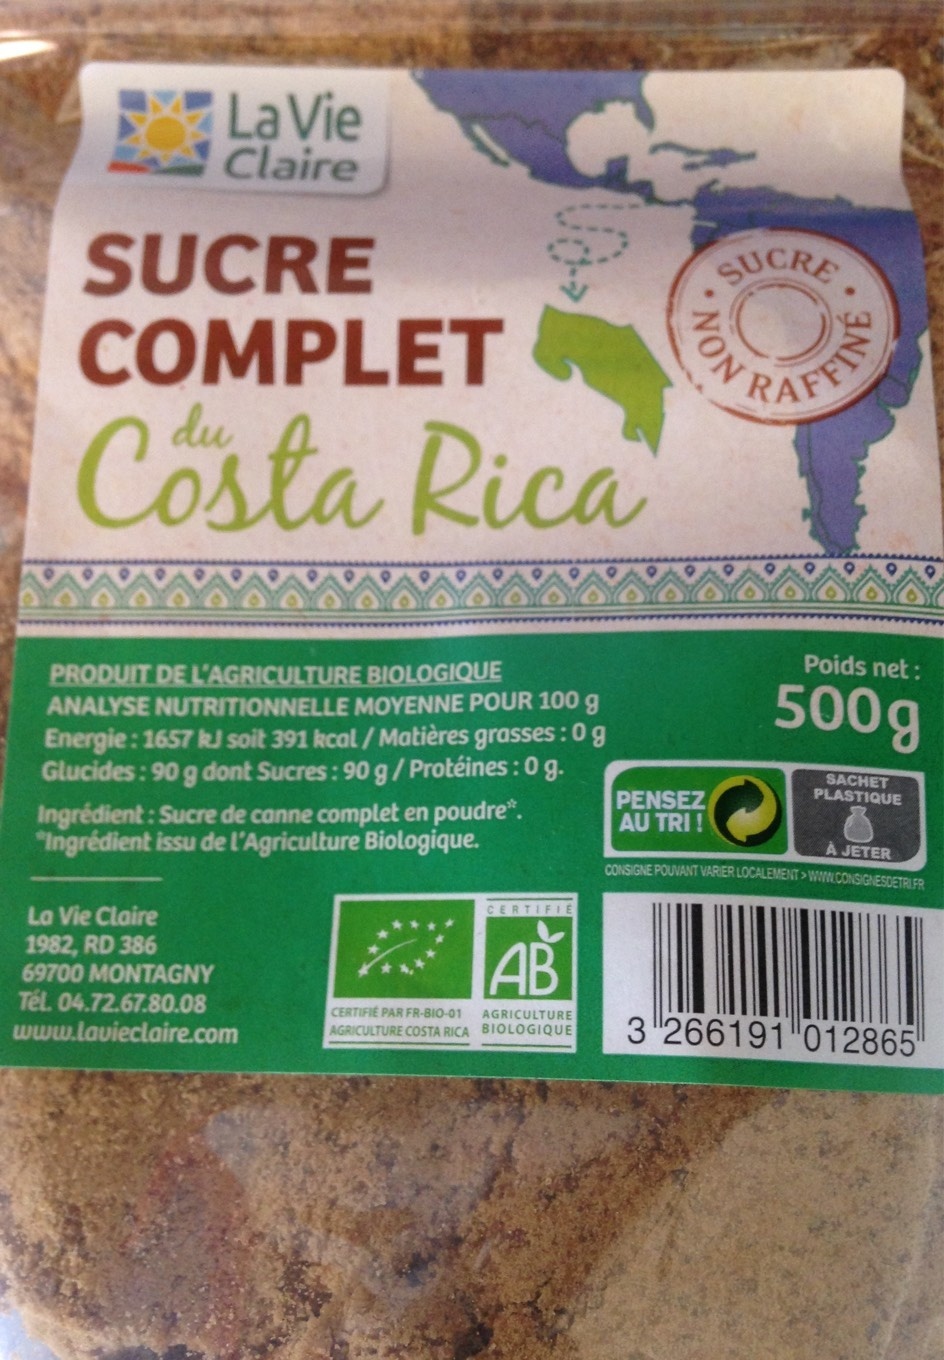 La Vie
Claire
SUCRE
COMPLET
du
Costa Rica
SUCRE
NON RAFFINÉ
PRODUIT DE L'AGRICULTURE BIOLOGIQUE
ANALYSE NUTRITIONNELLE MOYENNE POUR 100 g
Energie : 1657 kJ soit 391 kcal / Matières grasses : 0 g
Glucides : 90 g dont Sucres : 90 g / Protéines : 0 g.
Ingrédient : Sucre de canne complet en poudre*.
*Ingrédient issu de l'Agriculture Biologique.
Poids net :
500g
PENSEZ
AU TRI !
SACHET
PLASTIQUE
À JETER
CONSIGNE POUVANT VARIER LOCALEMENT > WWW.CONSIGNESDETRI.FR
La Vie Claire
1982, RD 386
69700 MONTAGNY
Tél. 04.72.67.80.08
www.lavieclaire.com
CERTIFIÉ PAR FR-BIO-01
AGRICULTURE COSTA RICA
CERTIFIÉ
AB
AGRICULTURE
BIOLOGIQUE
3 266191 012865